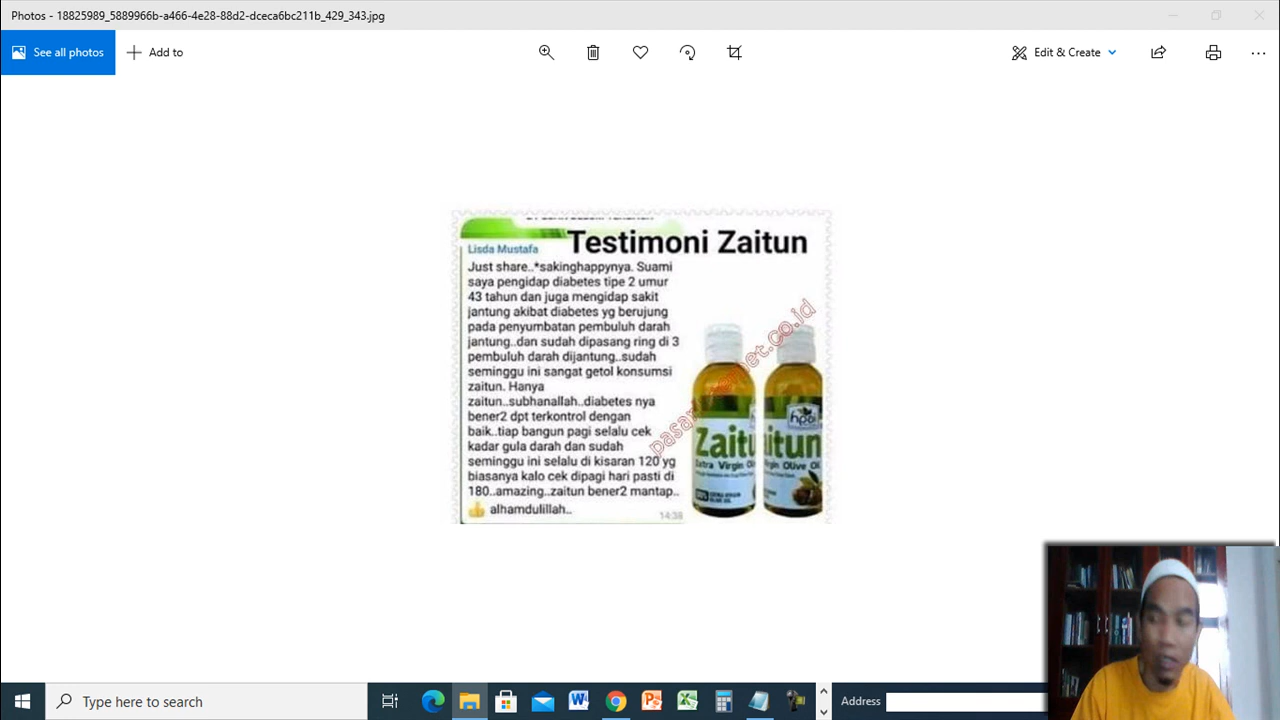 Photos - 18825989_5889966b-a466-4e28-88d2-dceca6bc211b_429_343.jpg
See all photos
Add to
Edit & Create
Testimoni Zaitun
Lisda Mustafa
Just share..*sakinghappynya. Suami
saya pengidap diabetes tipe 2 umur
43 tahun dan juga mengidap sakit
jantung akibat diabetes yg berujung
pada penyumbatan pembuluh darah
jantung..dan sudah dipasang ring di 3
pembuluh darah dijantung..sudah
seminggu ini sangat getol konsumsi
zaitun. Hanya
zaitun..subhanallah..diabetes nya
bener2 dpt terkontrol dengan
baik..tiap bangun pagi selalu cek
kadar gula darah dan sudah
seminggu ini selalu di kisaran 120 yg
biasanya kalo cek dipagi hari pasti di
180..amazing..zaitun bener2 mantap..
alhamdulillah..
14:38
hpai
Zaitu
aitun
Extra Virgin Oli
Virgin Olive Oil
Type here to search
Address